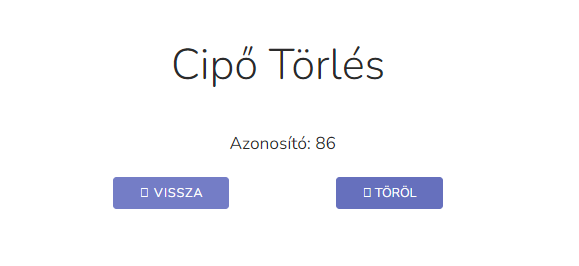 Cipő Törlés
Azonosító: 86
VISSZA
TÖRÖL